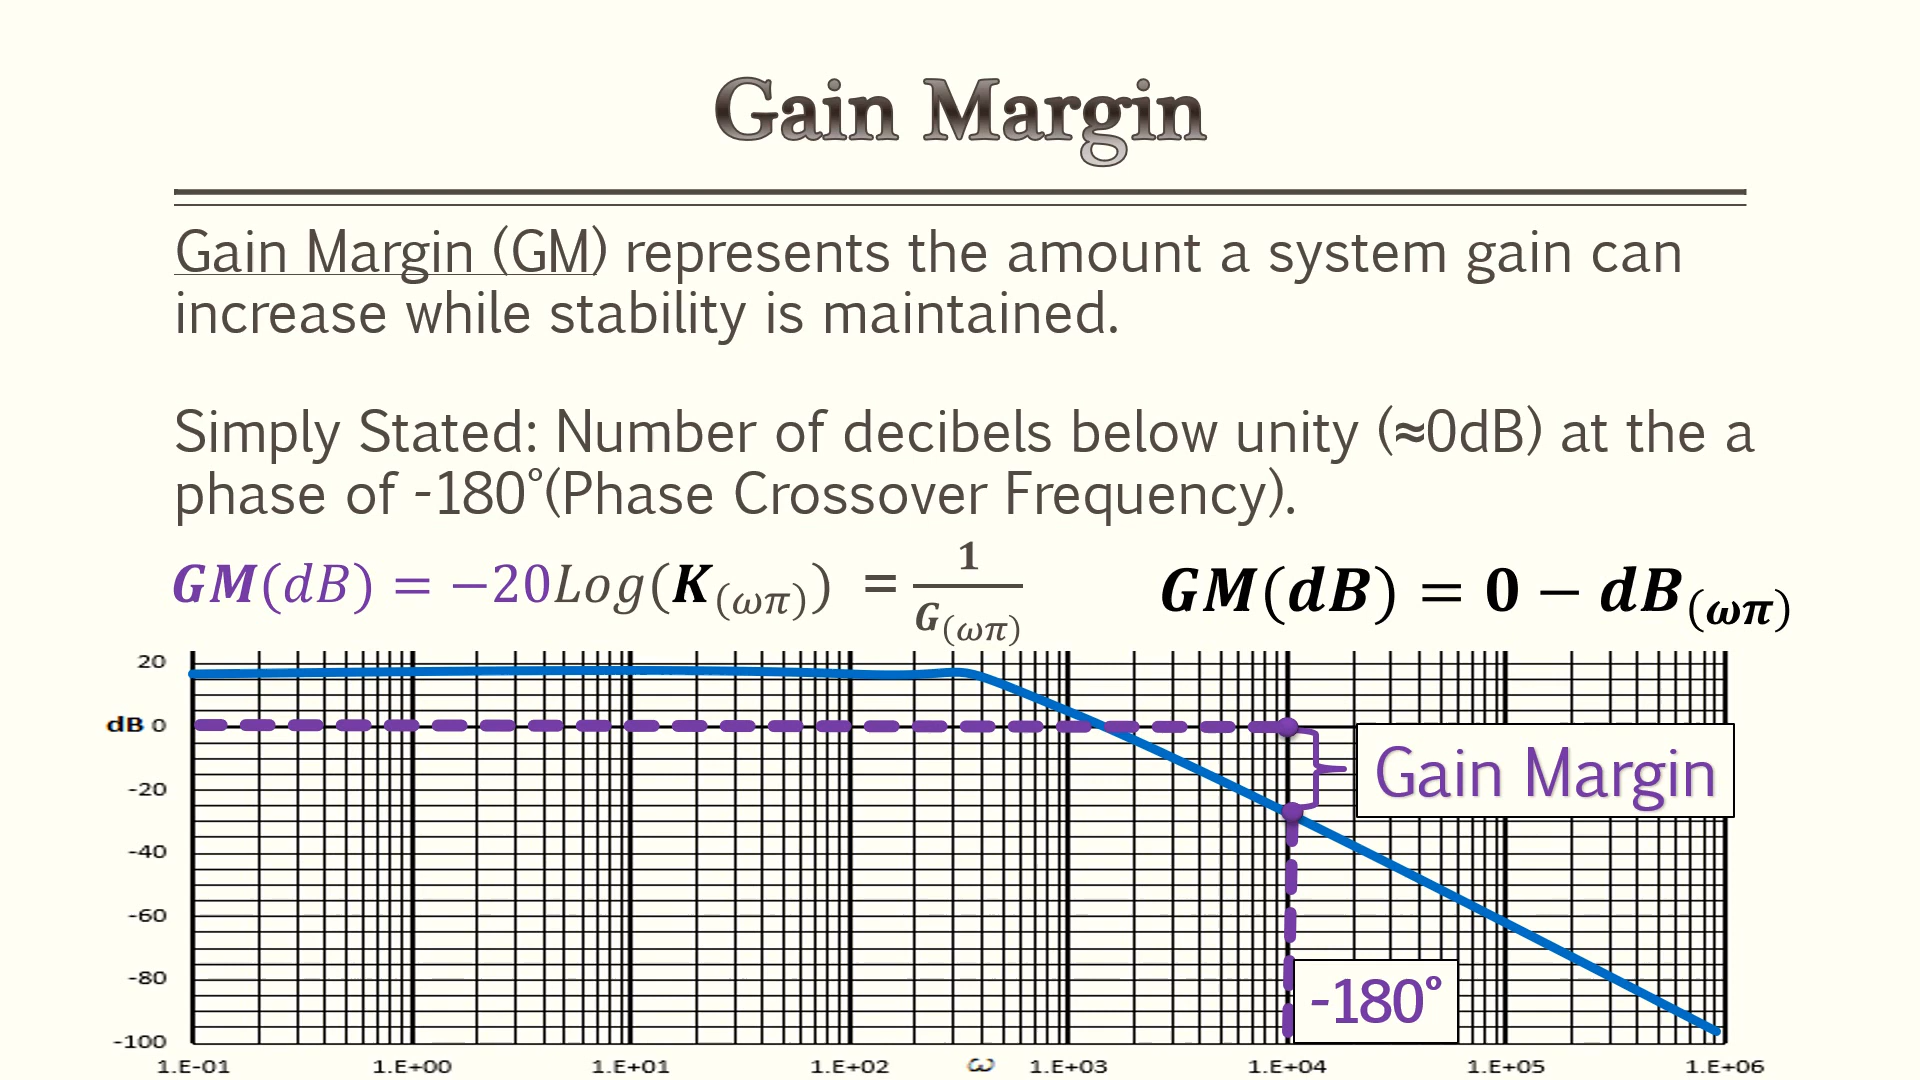 Gain Margin
Gain Margin (GM) represents the amount a system gain can
increase while stability is maintained.
Simply Stated: Number of decibels below unity (≈0dB) at the a
phase of -180°(Phase Crossover Frequency).
GM(dB) = −20Log(K(ωπ)) = 1/G(ωπ) GM(dB) = 0 − dB(ωπ)
20
dB 0
Gain Margin
-20
-40
-60
-80
-180°
-100
1.E-01 1.E+00 1.E+01 1.E+02 ω 1.E+03 1.E+04 1.E+05 1.E+06